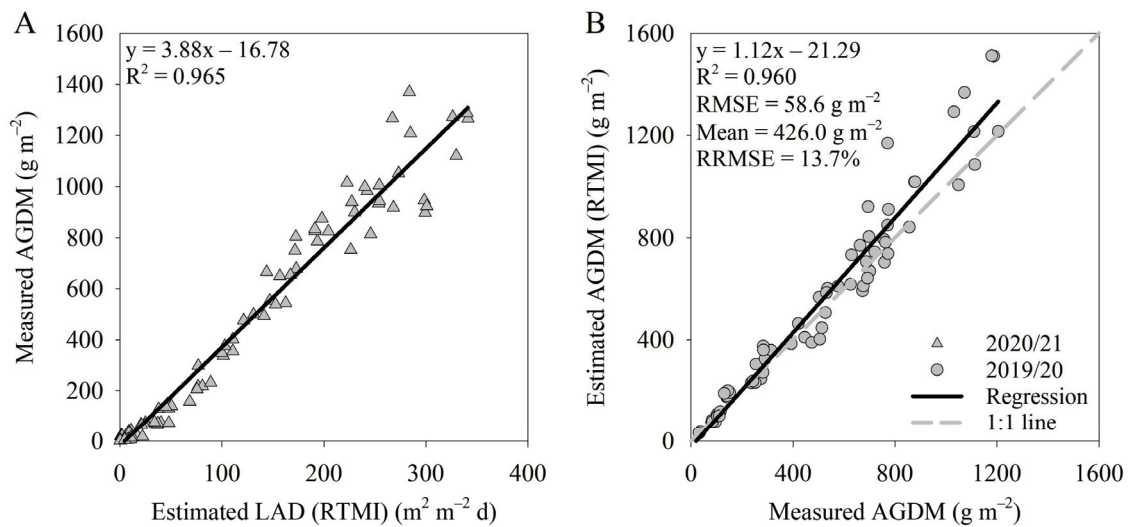 A
y = 3.88x – 16.78
R² = 0.965
Measured AGDM (g m⁻²)
1600
1400
1200
1000
800
600
400
200
0
0 100 200 300 400
Estimated LAD (RTMI) (m² m⁻² d)
B
y = 1.12x – 21.29
R² = 0.960
RMSE = 58.6 g m⁻²
Mean = 426.0 g m⁻²
RRMSE = 13.7%
Estimated AGDM (RTMI) (g m⁻²)
1600
1200
800
400
0
2020/21
2019/20
Regression
1:1 line
0 400 800 1200 1600
Measured AGDM (g m⁻²)